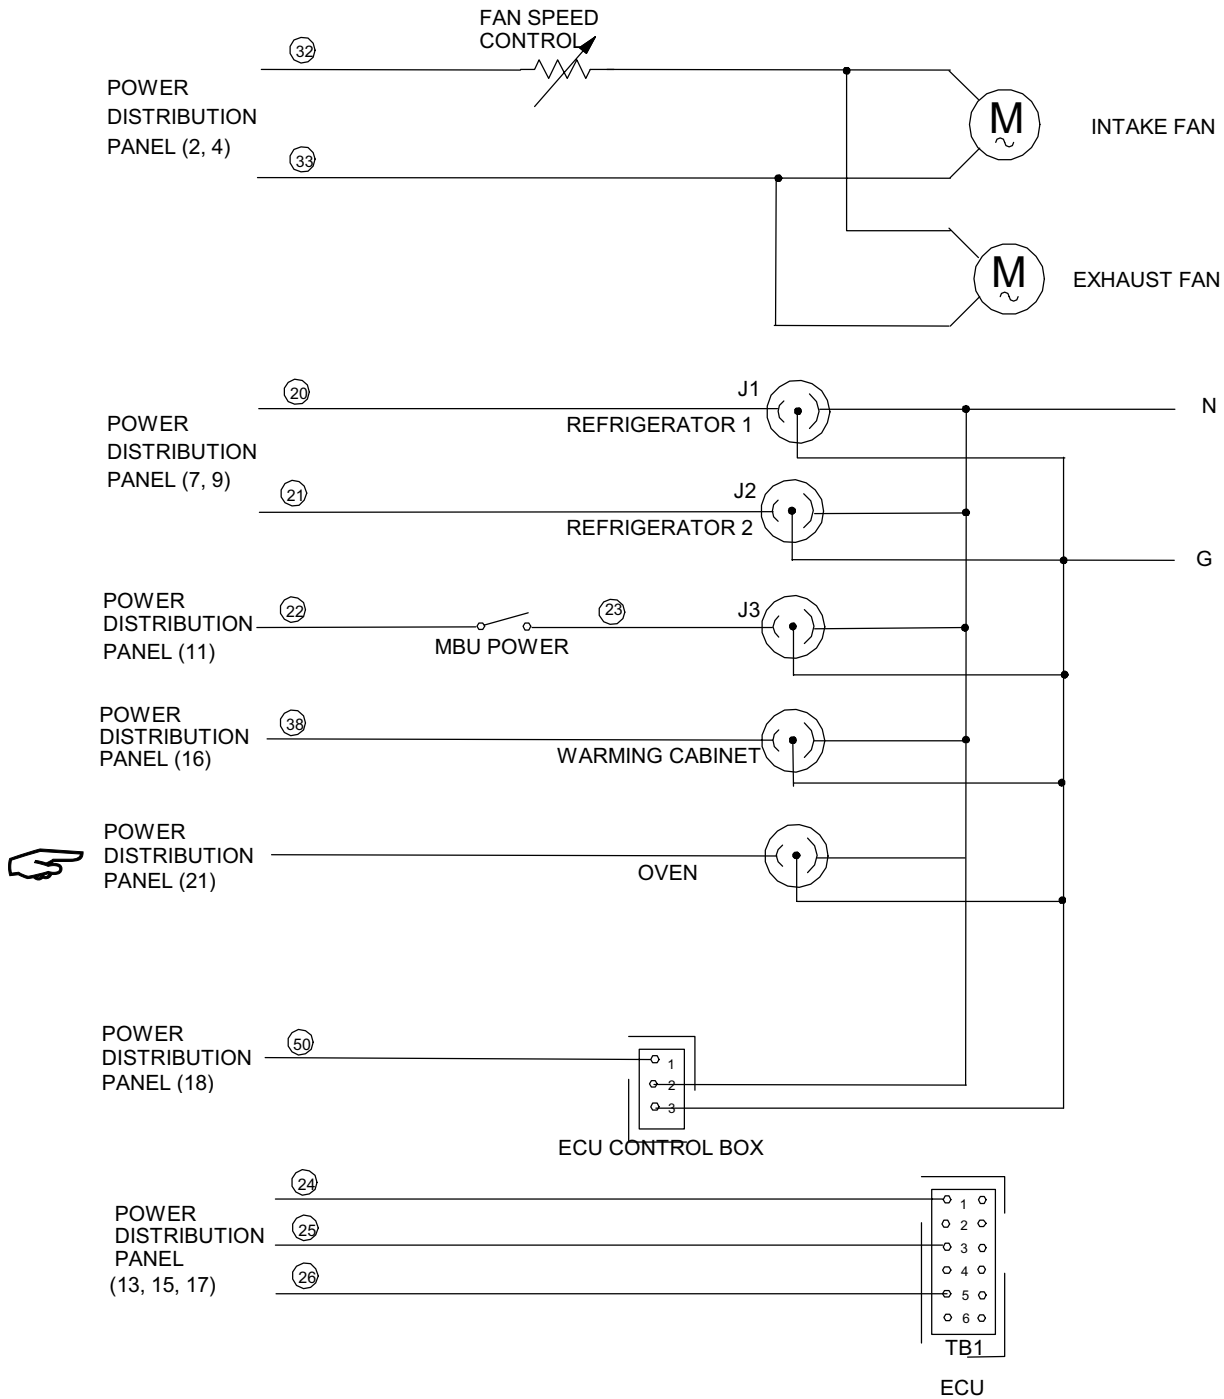 FAN SPEED
CONTROL
32
POWER
DISTRIBUTION
PANEL (2, 4)
33
M
INTAKE FAN
M
EXHAUST FAN
20
J1
N
POWER
DISTRIBUTION
PANEL (7, 9)
REFRIGERATOR 1
21
J2
REFRIGERATOR 2
G
POWER
DISTRIBUTION
PANEL (11)
22
23
J3
MBU POWER
POWER
DISTRIBUTION
PANEL (16)
38
WARMING CABINET
POWER
DISTRIBUTION
PANEL (21)
OVEN
POWER
DISTRIBUTION
PANEL (18)
50
1
2
3
ECU CONTROL BOX
24
POWER
DISTRIBUTION
PANEL
(13, 15, 17)
25
26
1
2
3
4
5
6
TB1
ECU